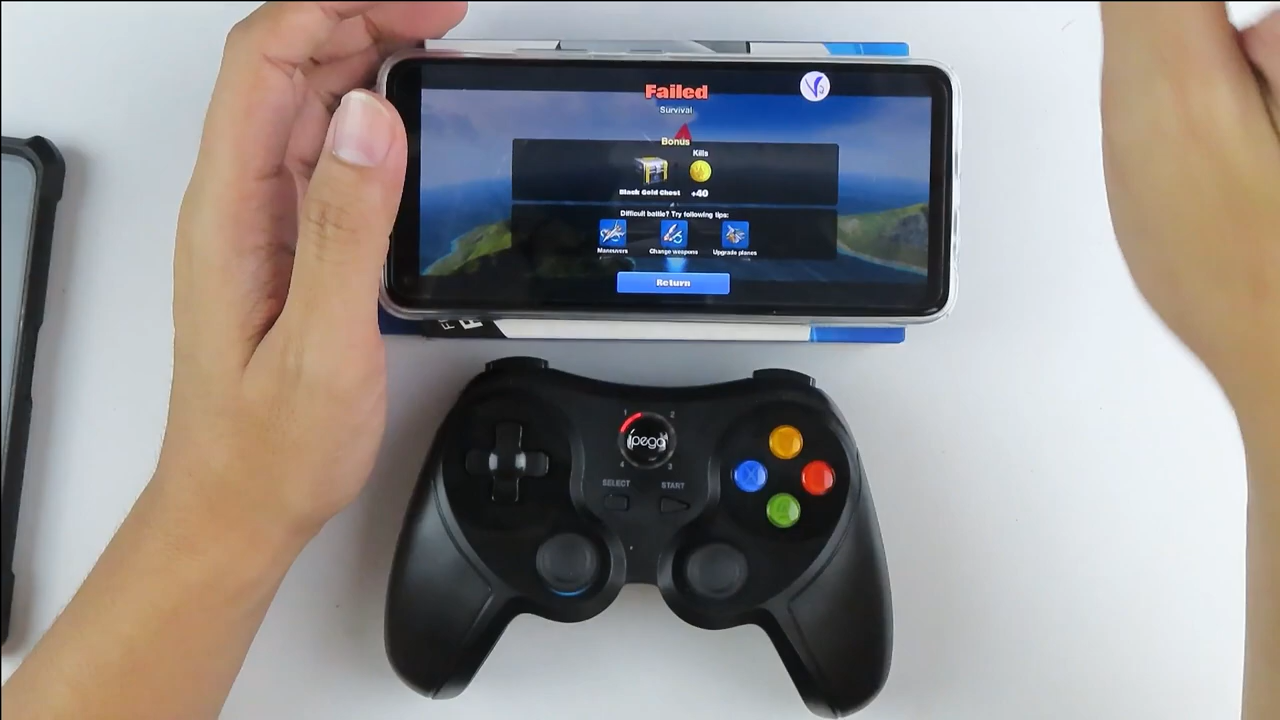 Failed
Survival
Bonus
Kills
Black Gold Chest
+40
Difficult battle? Try following tips:
Maneuvers
Change weapons
Upgrade planes
Return
1
2
ipega
4
3
SELECT
START
X